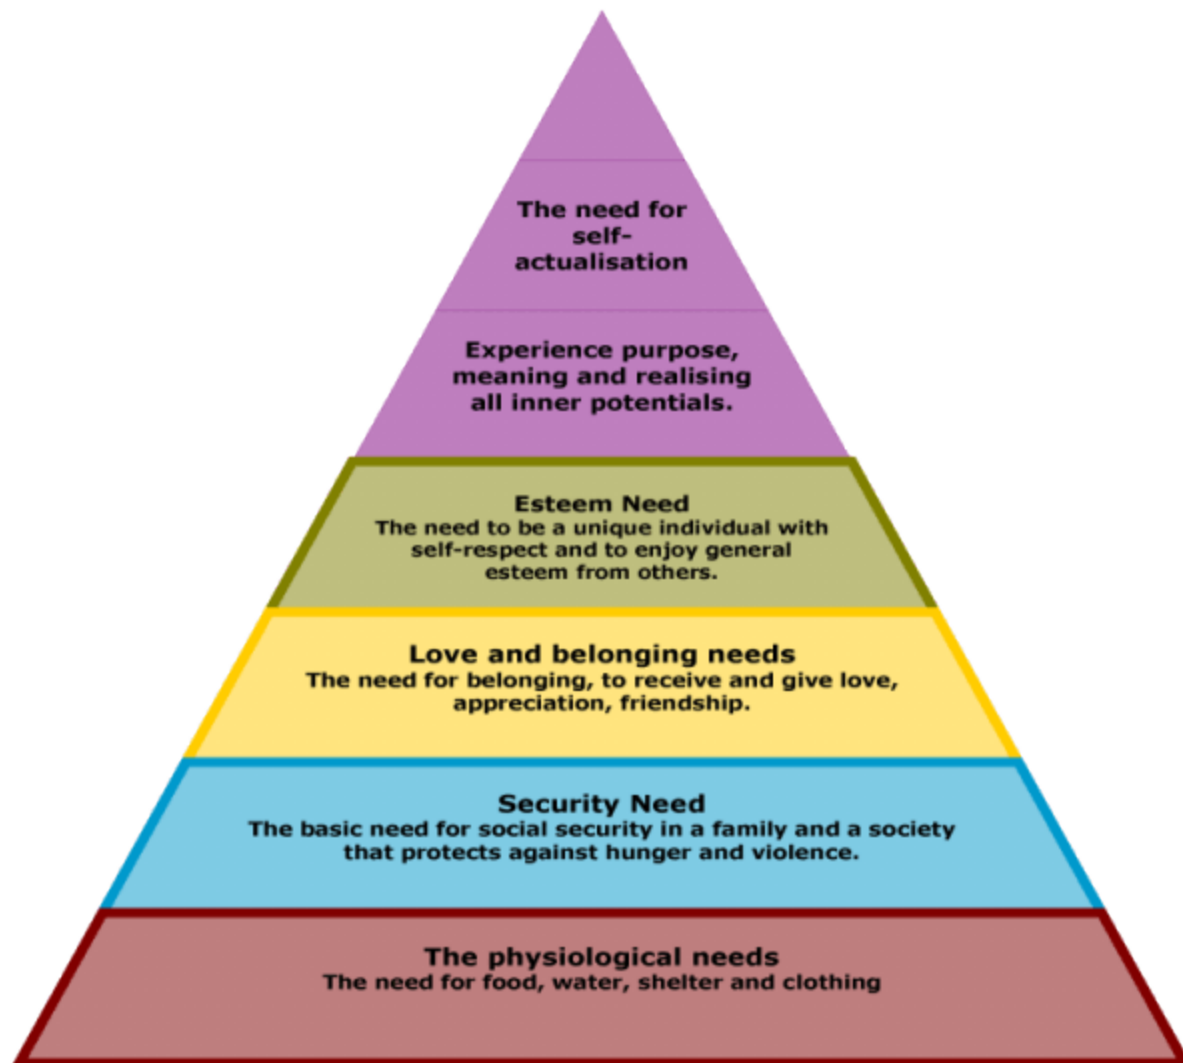 The need for
self-
actualisation
Experience purpose,
meaning and realising
all inner potentials.
Esteem Need
The need to be a unique individual with
self-respect and to enjoy general
esteem from others.
Love and belonging needs
The need for belonging, to receive and give love,
appreciation, friendship.
Security Need
The basic need for social security in a family and a society
that protects against hunger and violence.
The physiological needs
The need for food, water, shelter and clothing